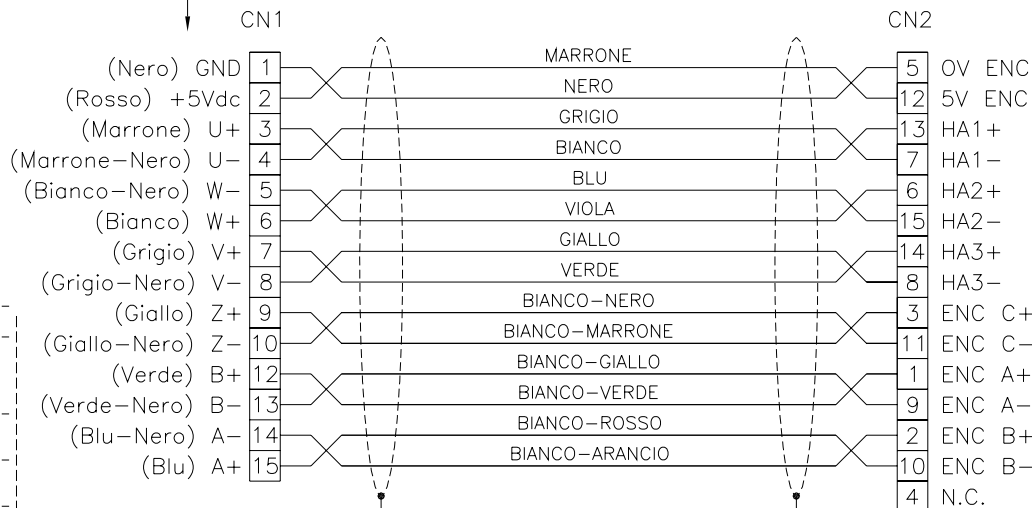 CN1 CN2
(Nero) GND 1 MARRONE 5 0V ENC
(Rosso) +5Vdc 2 NERO 12 5V ENC
(Marrone) U+ 3 GRIGIO 13 HA1+
(Marrone-Nero) U- 4 BIANCO 7 HA1-
(Bianco-Nero) W- 5 BLU 6 HA2+
(Bianco) W+ 6 VIOLA 15 HA2-
(Grigio) V+ 7 GIALLO 14 HA3+
(Grigio-Nero) V- 8 VERDE 8 HA3-
(Giallo) Z+ 9 BIANCO-NERO 3 ENC C+
(Giallo-Nero) Z- 10 BIANCO-MARRONE 11 ENC C-
(Verde) B+ 12 BIANCO-GIALLO 1 ENC A+
(Verde-Nero) B- 13 BIANCO-VERDE 9 ENC A-
(Blu-Nero) A- 14 BIANCO-ROSSO 2 ENC B+
(Blu) A+ 15 BIANCO-ARANCIO 10 ENC B-
4 N.C.